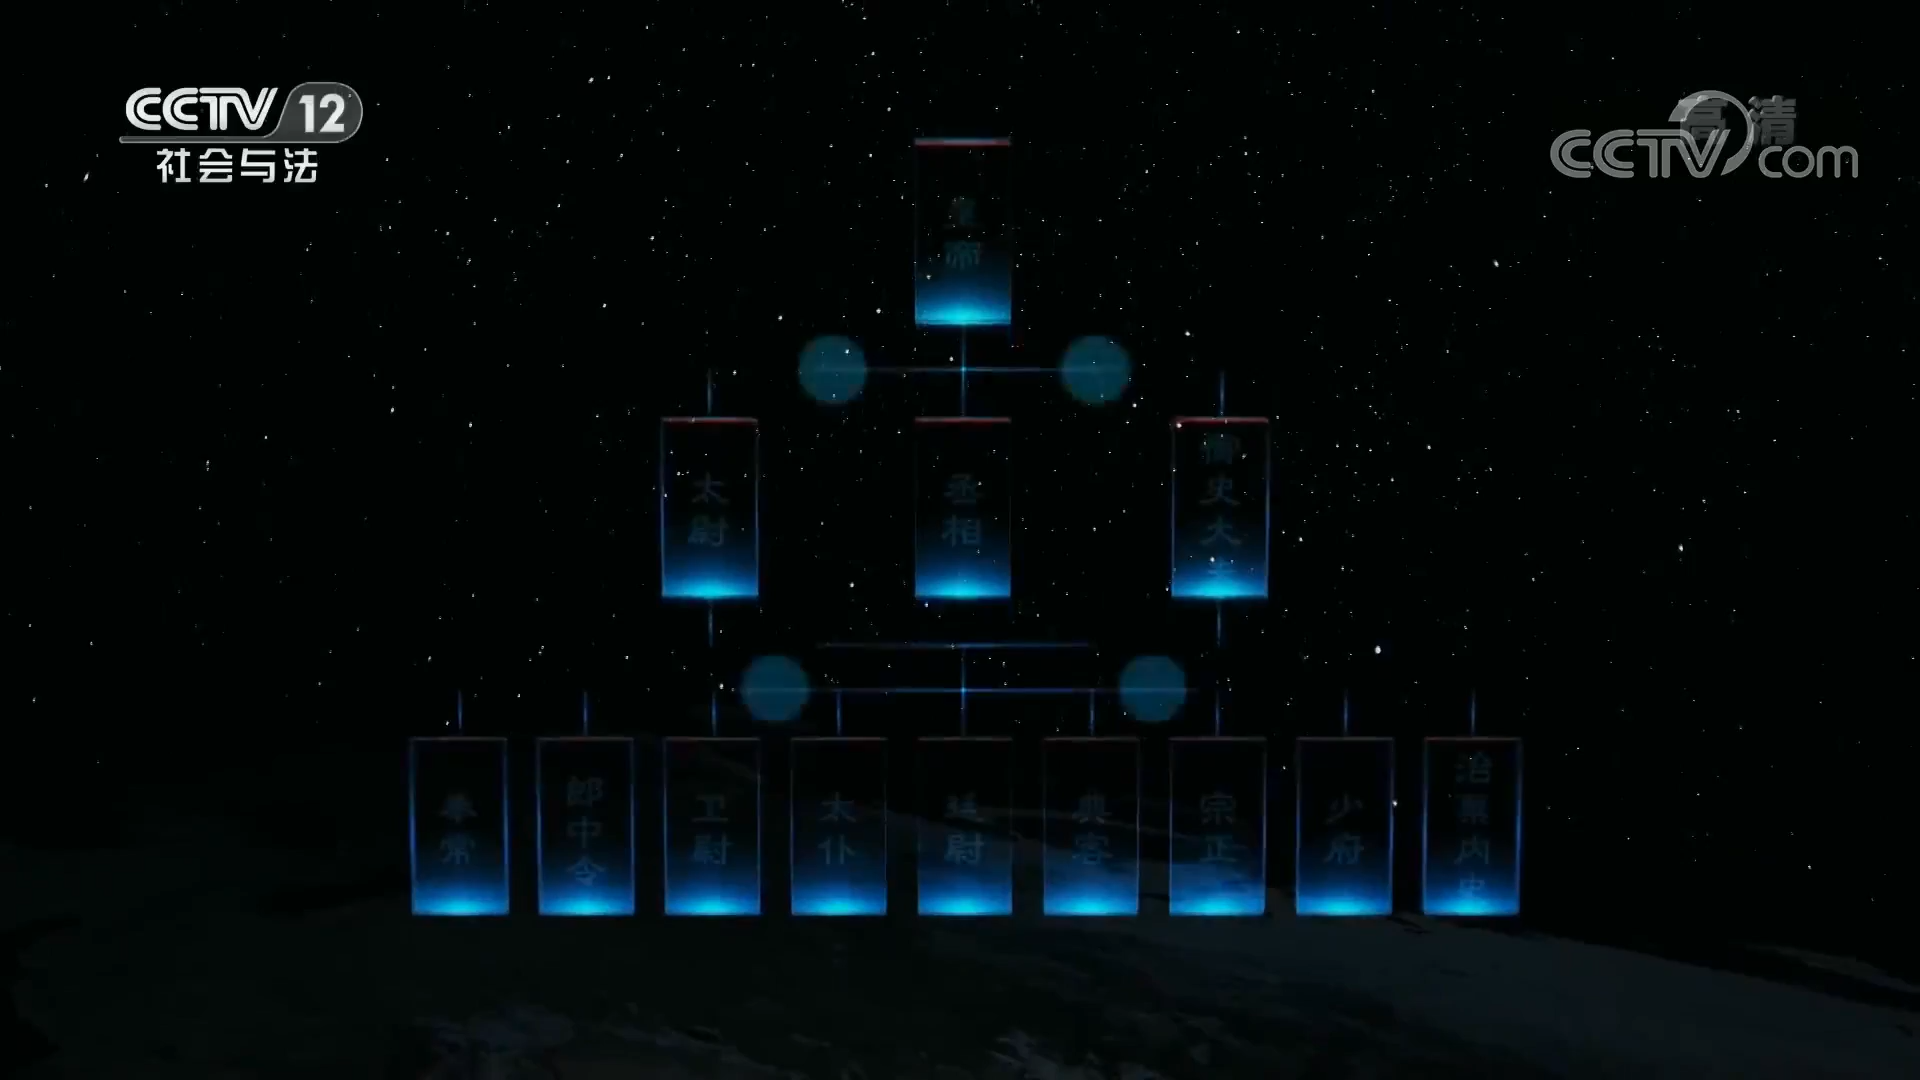 CCTV 12
社会与法
高清
CCTV.com
皇帝
太尉
丞相
御史大夫
奉常
郎中令
卫尉
太仆
廷尉
典客
宗正
少府
治粟内史